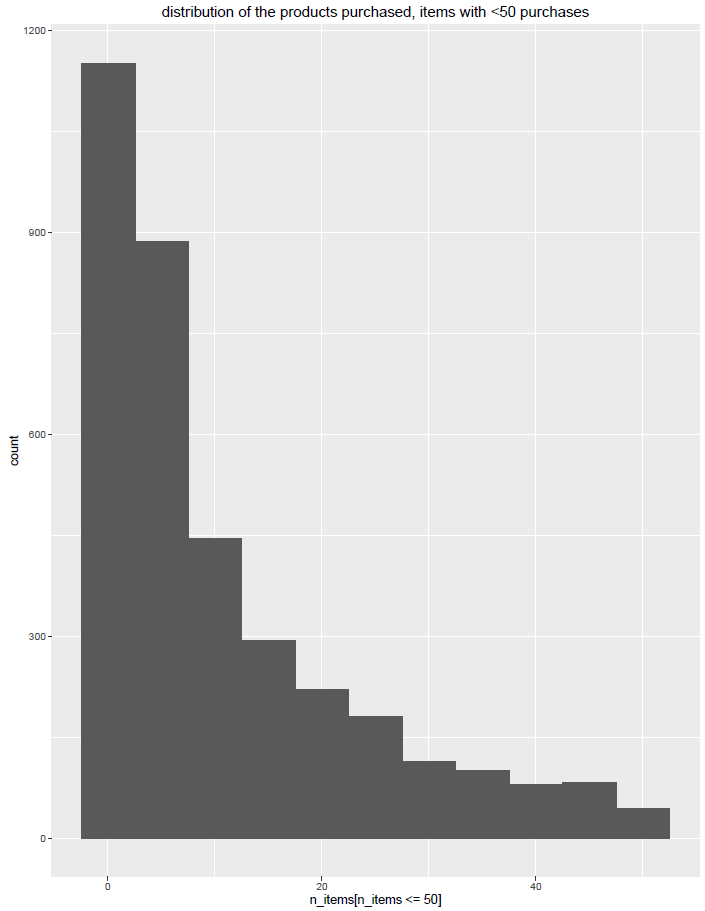 distribution of the products purchased, items with <50 purchases
1200
900
600
300
0
count
0 20 40
n_items[n_items <= 50]